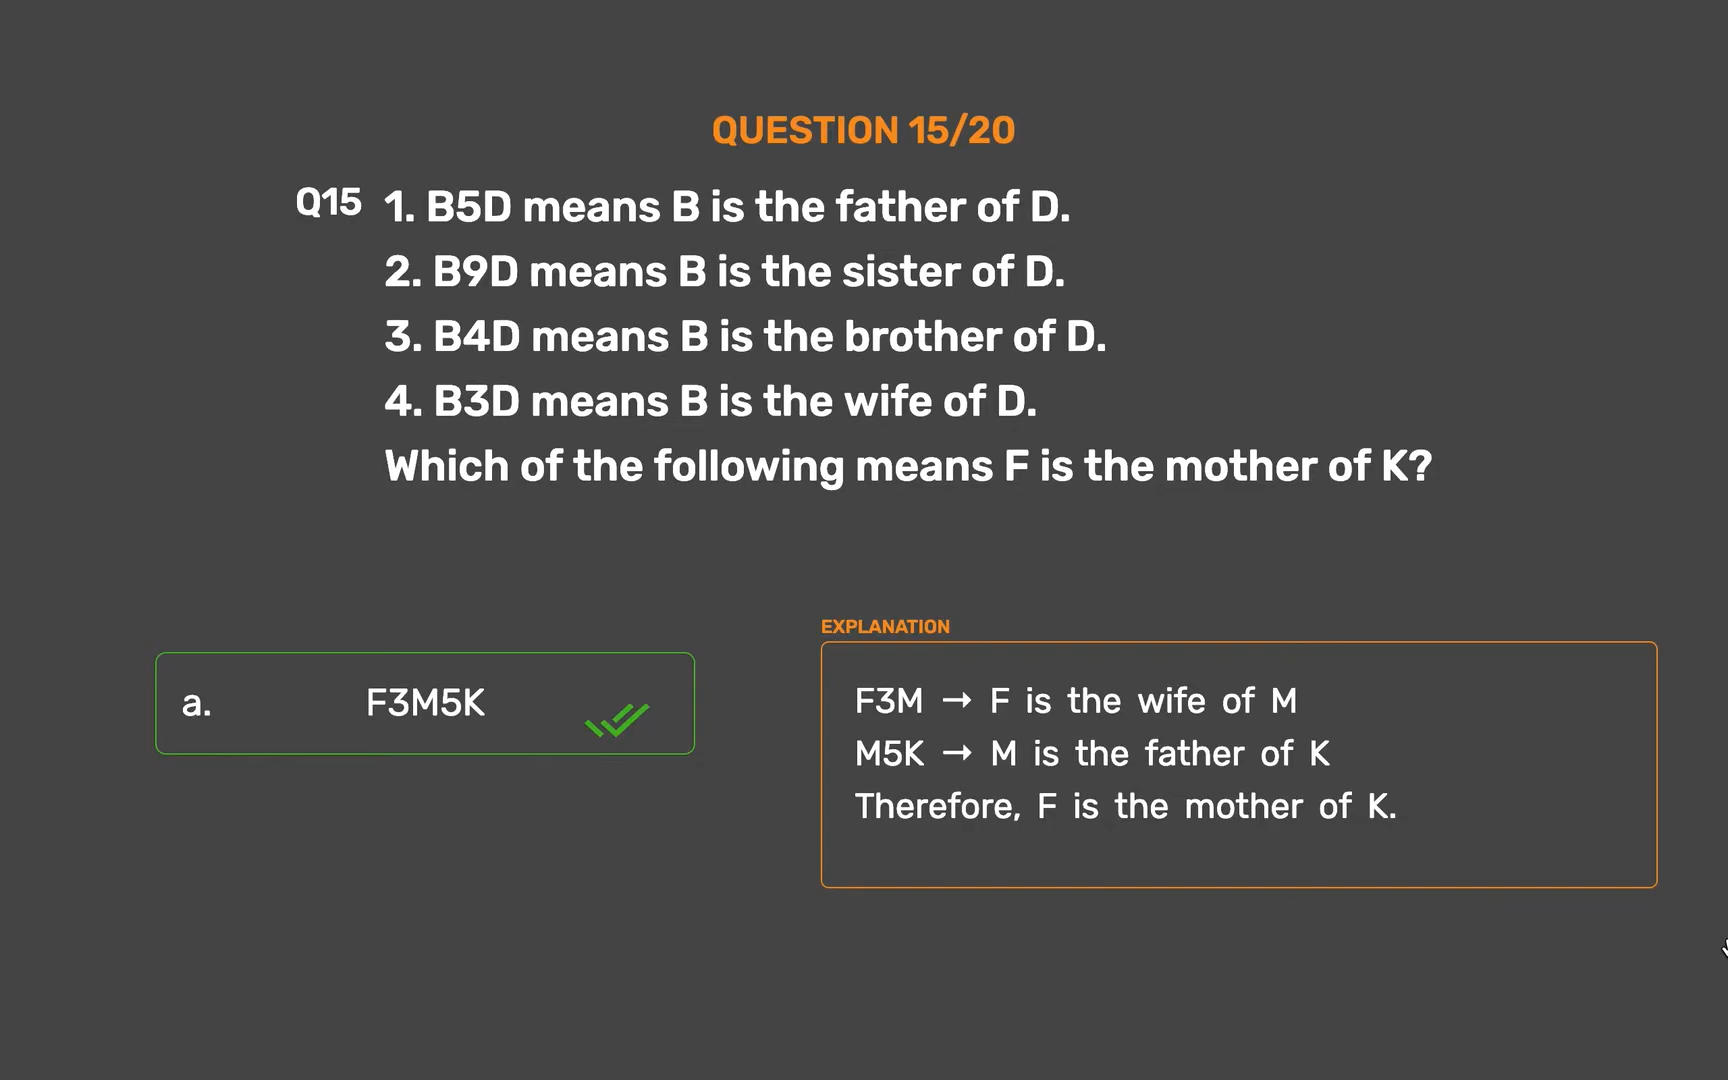 QUESTION 15/20
Q15 1. B5D means B is the father of D.
2. B9D means B is the sister of D.
3. B4D means B is the brother of D.
4. B3D means B is the wife of D.
Which of the following means F is the mother of K?
a. F3M5K
EXPLANATION
F3M → F is the wife of M
M5K → M is the father of K
Therefore, F is the mother of K.